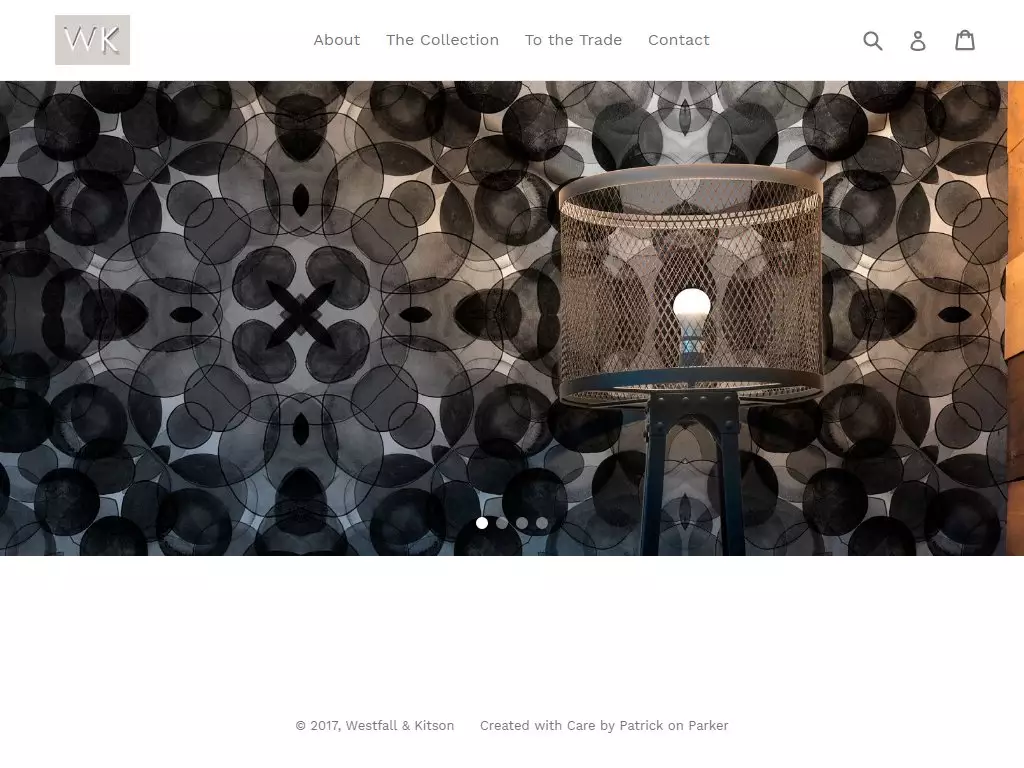 WK
About
The Collection
To the Trade
Contact
© 2017, Westfall & Kitson
Created with Care by Patrick on Parker